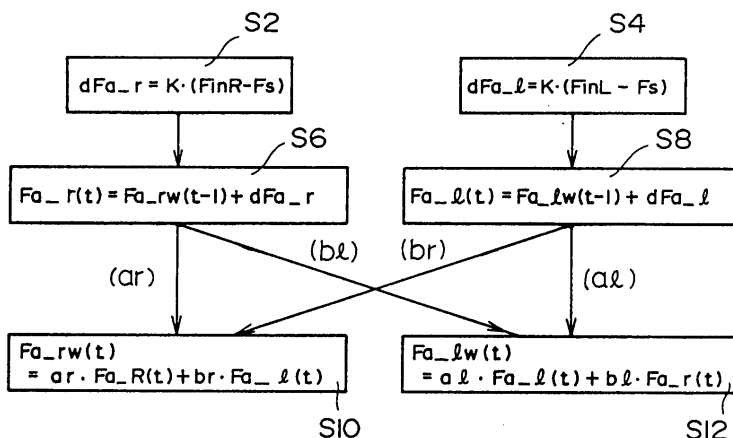 S2
S4
dFa_r = K·(FinR-Fs)
dFa_ℓ=K·(FinL - Fs)
S6
S8
Fa_r(t) = Fa_rw(t-1) + dFa_r
Fa_ℓ(t) = Fa_ℓw(t-1) + dFa_ℓ
(bℓ)
(br)
(ar)
(aℓ)
Fa_rw(t)
= ar·Fa_R(t)+br·Fa_ℓ(t)
Fa_ℓw(t)
= aℓ·Fa_ℓ(t)+bℓ·Fa_r(t)
S10
S12